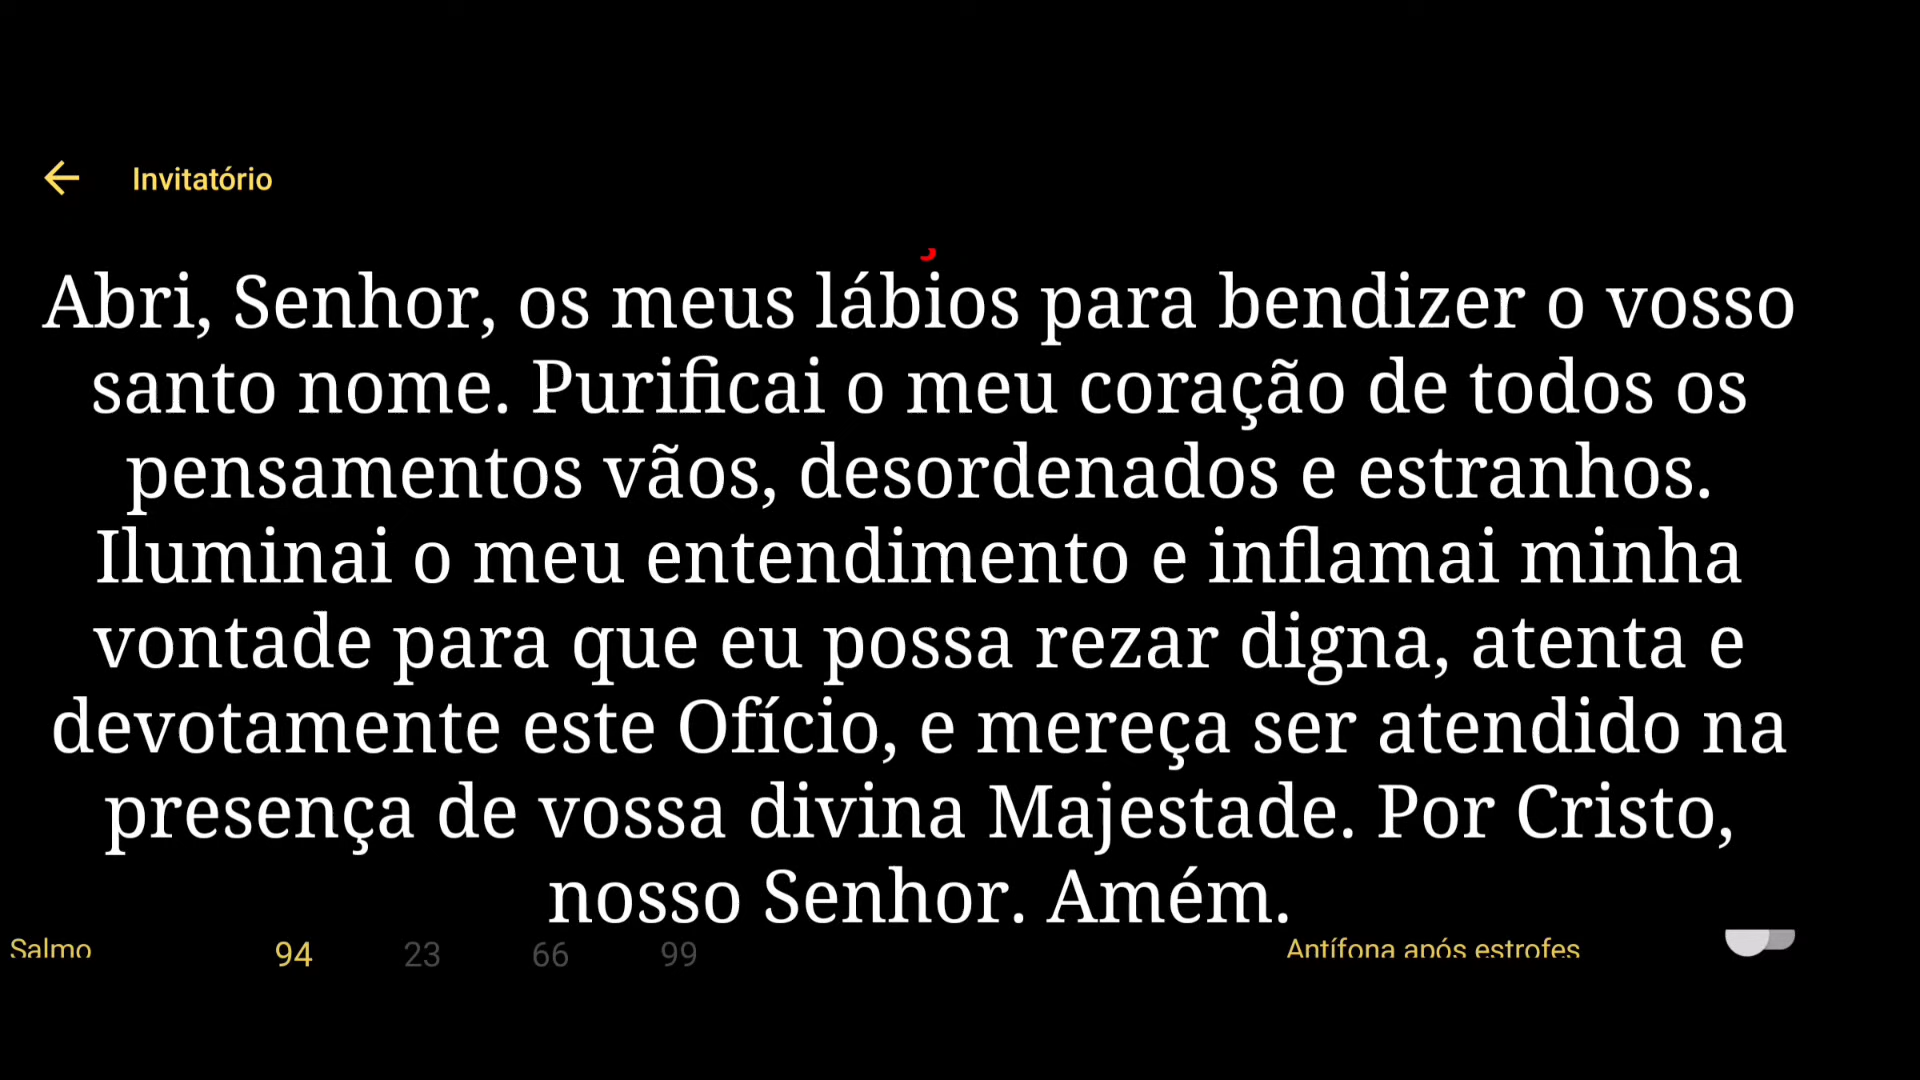 Invitatório
Abri, Senhor, os meus lábios para bendizer o vosso
santo nome. Purificai o meu coração de todos os
pensamentos vãos, desordenados e estranhos.
Iluminai o meu entendimento e inflamai minha
vontade para que eu possa rezar digna, atenta e
devotamente este Ofício, e mereça ser atendido na
presença de vossa divina Majestade. Por Cristo,
nosso Senhor. Amém.
Salmo 94 23 66 99 Antífona após estrofes